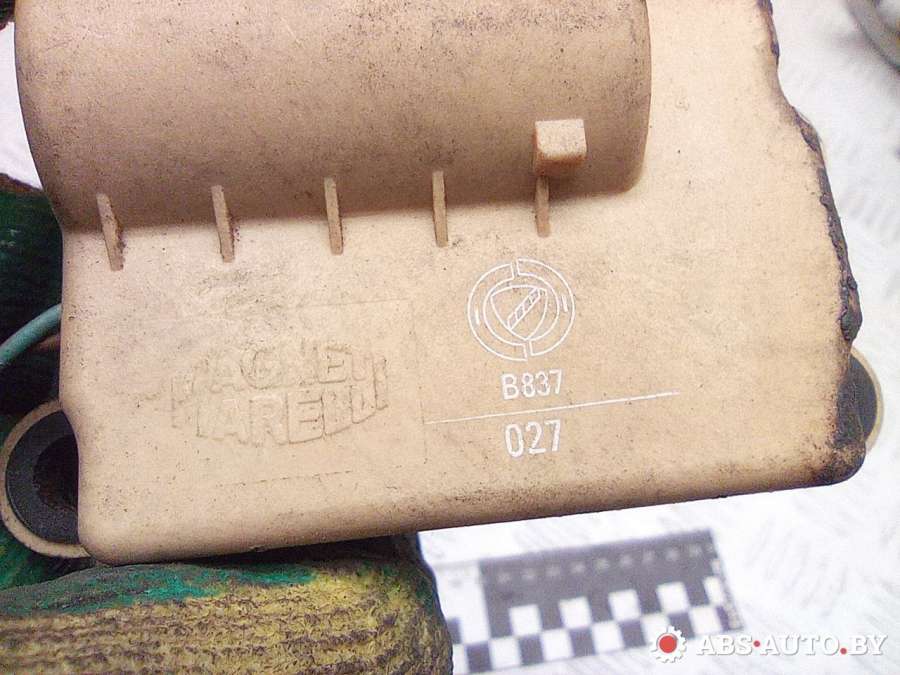 MAGNETI
MARELLI
B837
027
ABS-AUTO.BY